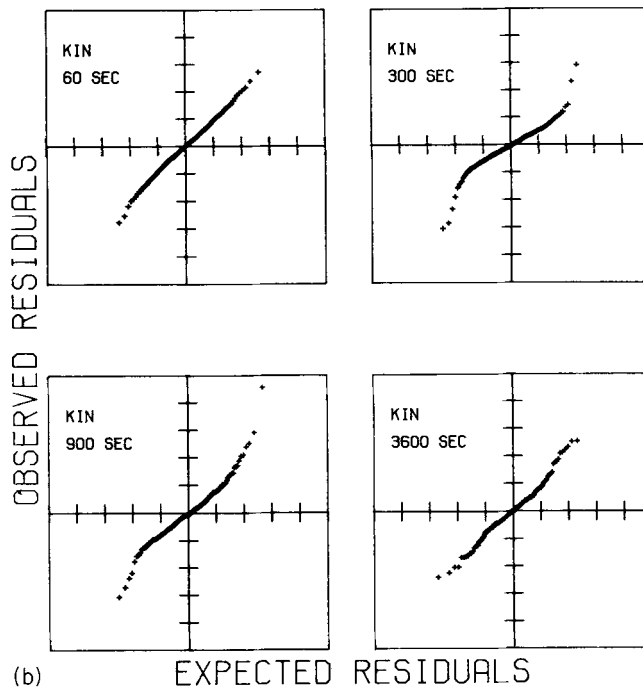 KIN
60 SEC
KIN
300 SEC
OBSERVED RESIDUALS
KIN
900 SEC
KIN
3600 SEC
(b)
EXPECTED RESIDUALS